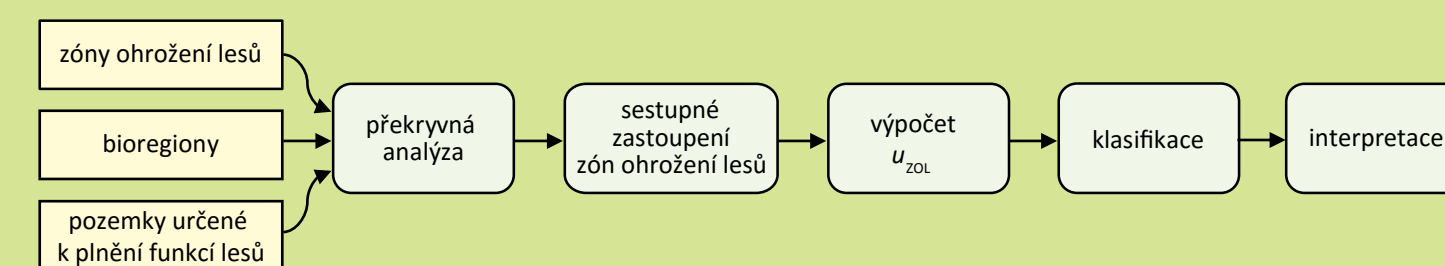 zóny ohrožení lesů
bioregiony
pozemky určené
k plnění funkcí lesů
překryvná
analýza
sestupné
zastoupení
zón ohrožení lesů
výpočet
u ZOL
klasifikace
interpretace